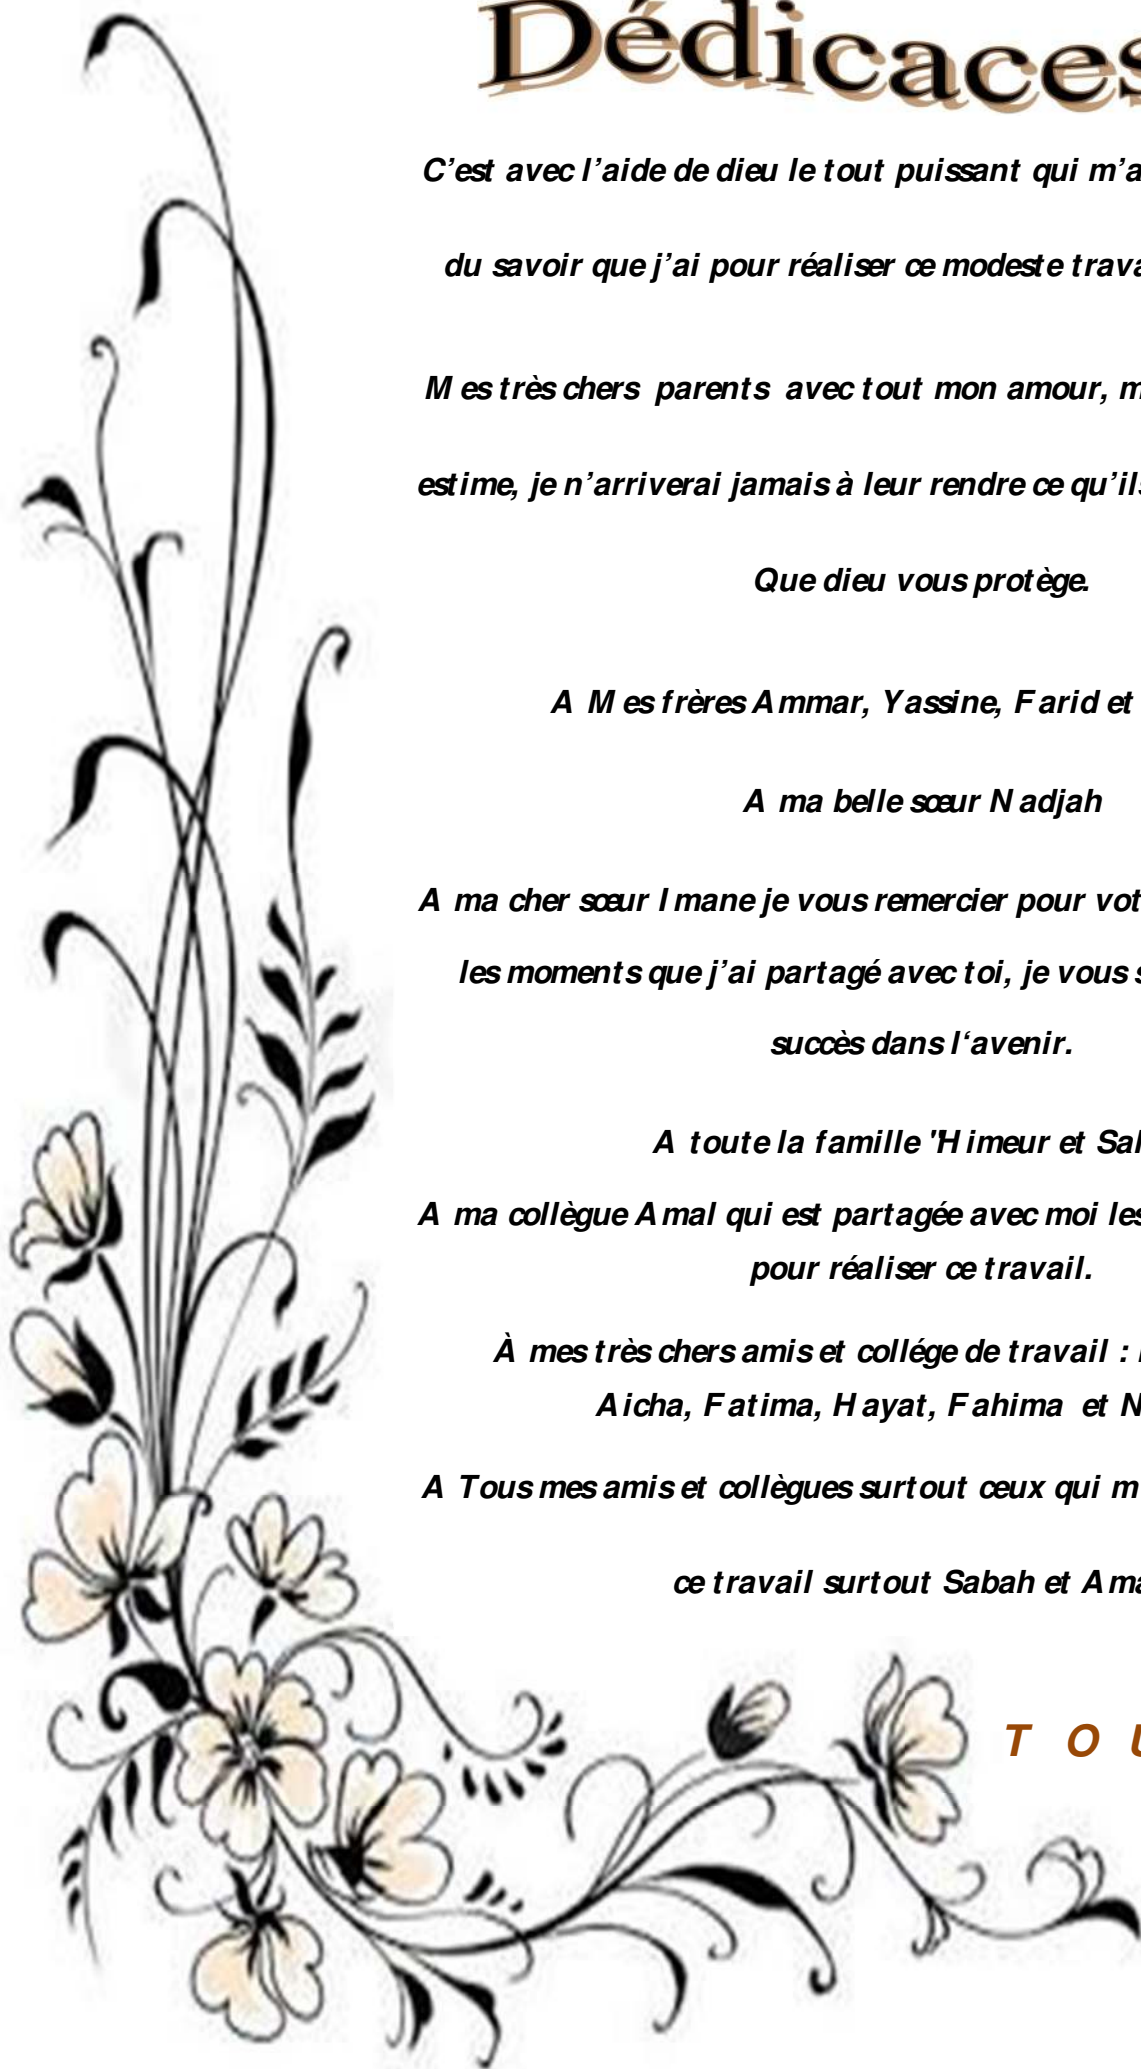 Dédicaces
C’est avec l’aide de dieu le tout puissant qui m’a
du savoir que j’ai pour réaliser ce modeste
Mes très chers parents avec tout mon amour,
estime, je n’arriverai jamais à leur rendre ce qu’ils
Que dieu vous protège.
A Mes frères Ammar, Yassine, Farid et
A ma belle sœur Nadjah
A ma cher sœur Imane je vous remercier pour
les moments que j’ai partagé avec toi, je vous
succès dans l‘avenir.
A toute la famille "Himeur et
A ma collègue Amal qui est partagée avec moi les
pour réaliser ce travail.
À mes très chers amis et collége de travail :
Aicha, Fatima, Hayat, Fahima et
A Tous mes amis et collègues surtout ceux qui
ce travail surtout Sabah et
T O U